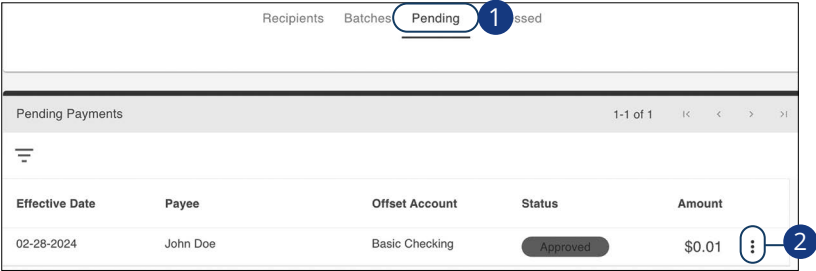 Recipients Batches Pending 1 ssed
Pending Payments 1-1 of 1
Effective Date Payee Offset Account Status Amount
02-28-2024 John Doe Basic Checking Approved $0.01 2